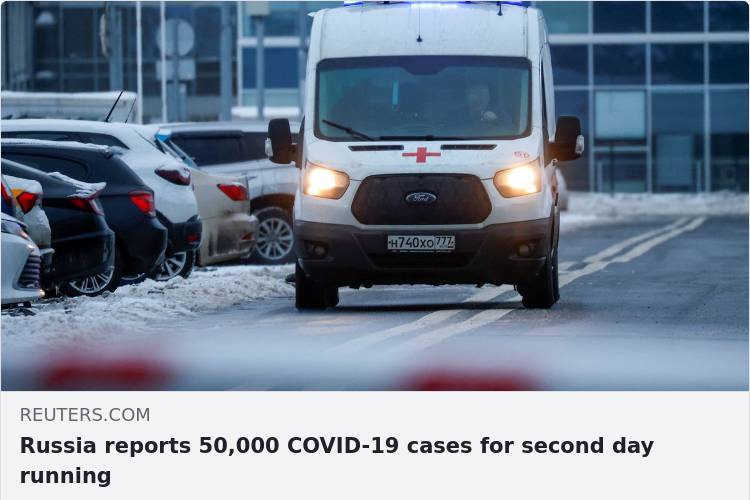 Ford
Н740ХО777
REUTERS.COM
Russia reports 50,000 COVID-19 cases for second day
running